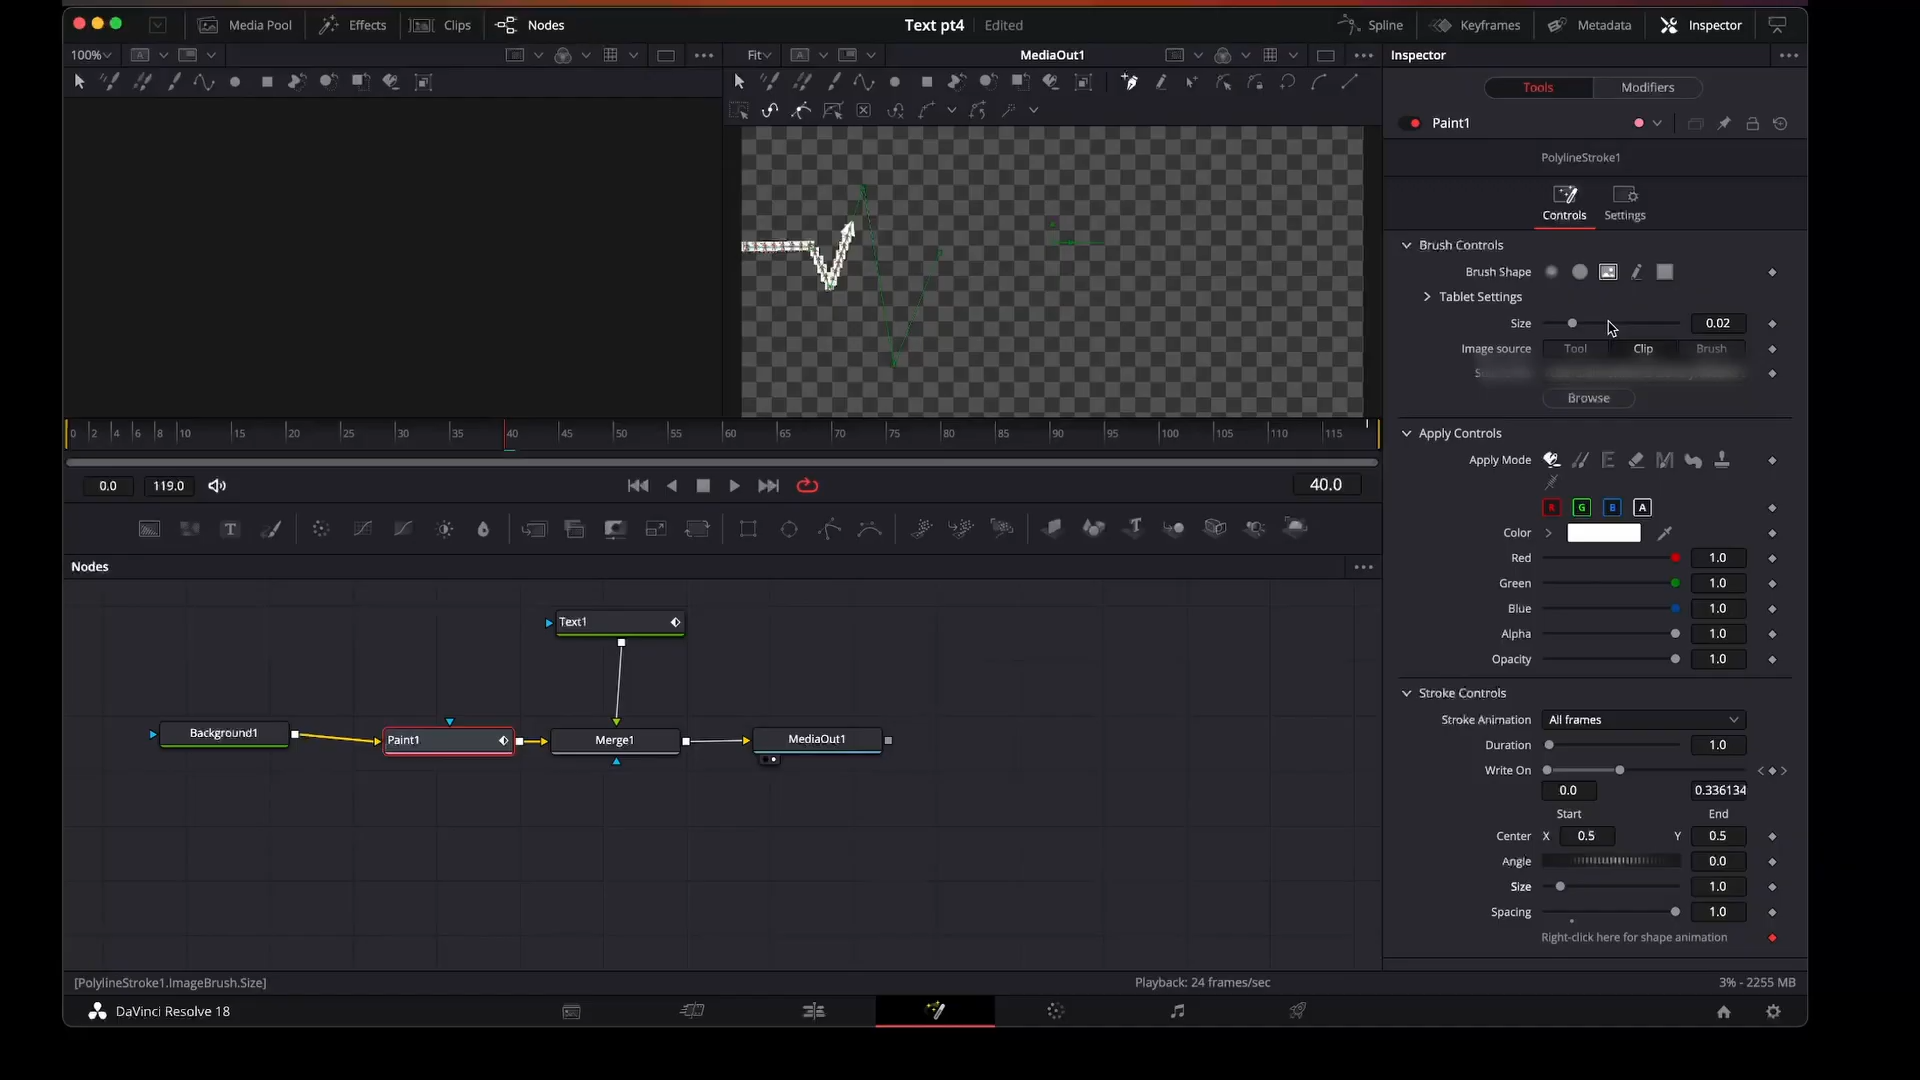 Media Pool Effects Clips Nodes Text pt4 Edited Spline Keyframes Metadata Inspector
100% Fit MediaOut1 Inspector
Tools Modifiers
Paint1
PolylineStroke1
Controls Settings
Brush Controls
Brush Shape
Tablet Settings
Size 0.02
Image source Tool Clip Brush
Browse
0 2 4 6 8 10 15 20 25 30 35 40 45 50 55 60 65 70 75 80 85 90 95 100 105 110 115
Apply Controls
Apply Mode
0.0 119.0 40.0
R G B A
Color
Red 1.0
Green 1.0
Blue 1.0
Alpha 1.0
Opacity 1.0
Nodes
Text1
Background1 Paint1 Merge1 MediaOut1
Stroke Controls
Stroke Animation All frames
Duration 1.0
Write On
0.0 0.336134
Start End
Center X 0.5 Y 0.5
Angle 0.0
Size 1.0
Spacing 1.0
Right-click here for shape animation
[PolylineStroke1.ImageBrush.Size] Playback: 24 frames/sec 3% - 2255 MB
DaVinci Resolve 18